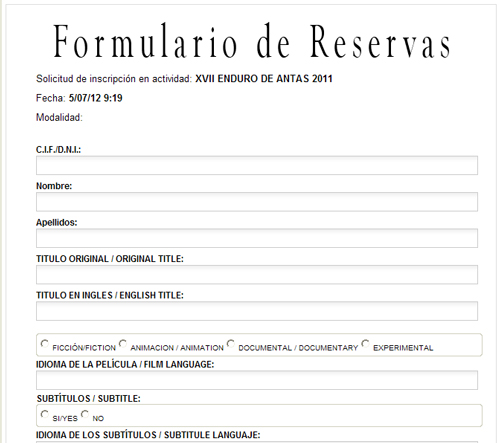 Formulario de Reservas
Solicitud de inscripción en actividad: XVII ENDURO DE ANTAS 2011
Fecha: 5/07/12 9:19
Modalidad:
C.I.F./D.N.I.:
Nombre:
Apellidos:
TITULO ORIGINAL / ORIGINAL TITLE:
TITULO EN INGLES / ENGLISH TITLE:
FICCIÓN/FICTION ANIMACION / ANIMATION DOCUMENTAL / DOCUMENTARY EXPERIMENTAL
IDIOMA DE LA PELÍCULA / FILM LANGUAGE:
SUBTÍTULOS / SUBTITLE:
SI/YES NO
IDIOMA DE LOS SUBTÍTULOS / SUBTITULE LANGUAJE: